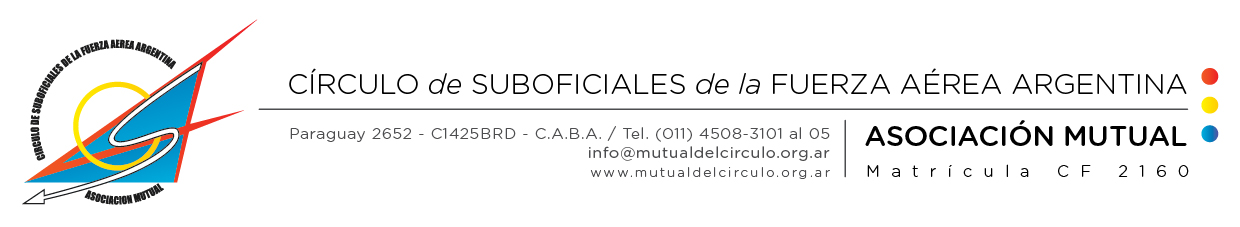 CÍRCULO DE SUBOFICIALES DE LA FUERZA AEREA ARGENTINA
ASOCIACION MUTUAL
CÍRCULO de SUBOFICIALES de la FUERZA AÉREA ARGENTINA
Paraguay 2652 - C1425BRD - C.A.B.A. / Tel. (011) 4508-3101 al 05
info@mutualdelcirculo.org.ar
www.mutualdelcirculo.org.ar
ASOCIACIÓN MUTUAL
Matrícula CF 2160